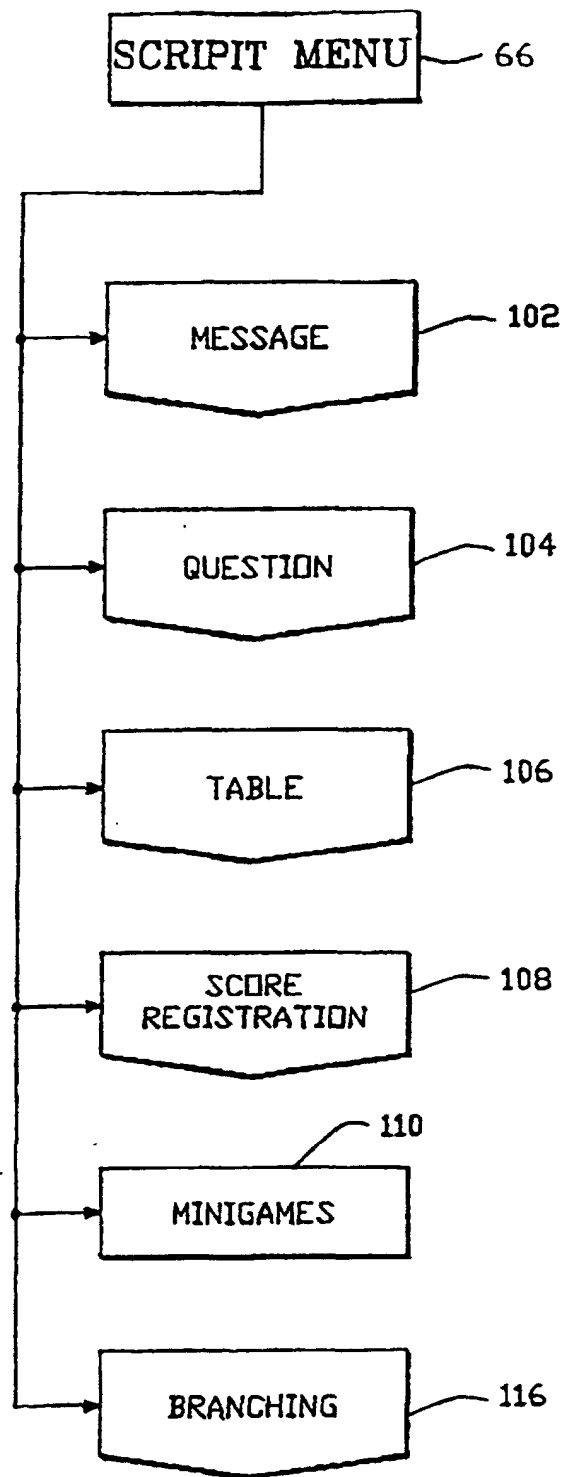 SCRIPIT MENU
66
MESSAGE
102
QUESTION
104
TABLE
106
SCORE
REGISTRATION
108
110
MINIGAMES
BRANCHING
116